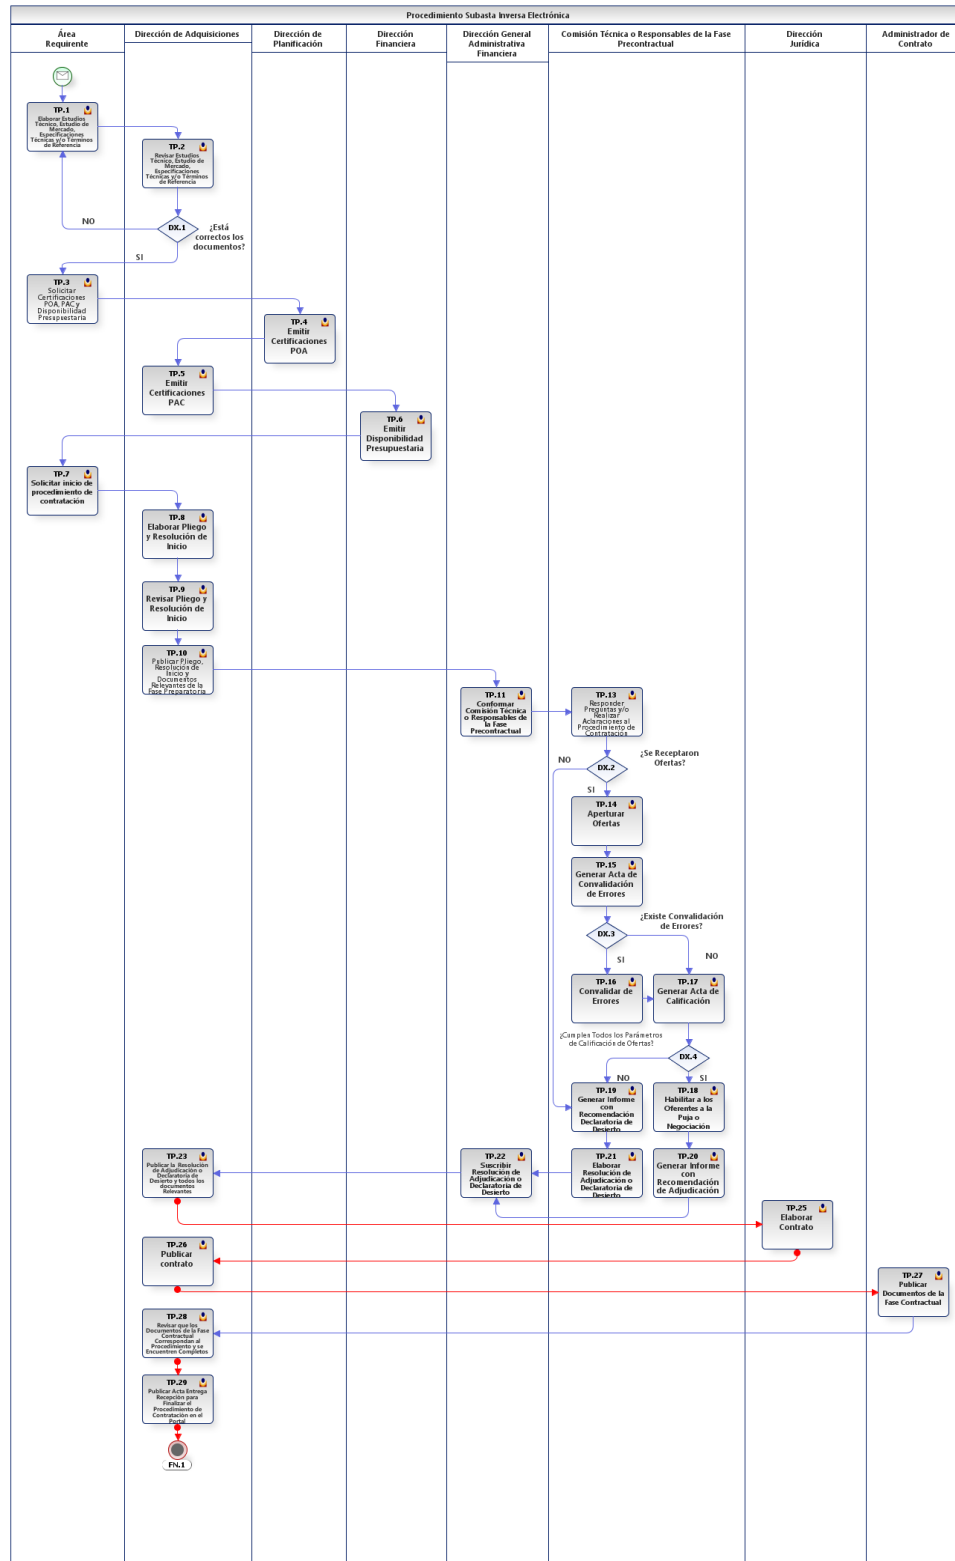 Procedimiento Subasta Inversa Electrónica
Área
Requirente
Dirección de Adquisiciones
Dirección de
Planificación
Dirección
Financiera
Dirección General
Administrativa
Financiera
Comisión Técnica o Responsables de la Fase
Precontractual
Dirección
Jurídica
Administrador de
Contrato
TP.1
Elaborar Estudios
Técnico, Estudio de
Mercado,
Especificaciones
Técnicas y/o Términos
de Referencia
TP.2
Revisar Estudios
Técnico, Estudio de
Mercado,
Especificaciones
Técnicas y/o Términos
de Referencia
DX.1
¿Está
correctos los
documentos?
NO
SI
TP.3
Solicitar
Certificaciones
POA, PAC y
Disponibilidad
Presupuestaria
TP.4
Emitir
Certificaciones
POA
TP.5
Emitir
Certificaciones
PAC
TP.6
Emitir
Disponibilidad
Presupuestaria
TP.7
Solicitar inicio de
procedimiento de
contratación
TP.8
Elaborar Pliego
y Resolución de
Inicio
TP.9
Revisar Pliego y
Resolución de
Inicio
TP.10
Publicar Pliego,
Resolución de
Inicio y
Documentos
Relevantes de la
Fase Preparatoria
TP.11
Conformar
Comisión Técnica
o Responsables de
la Fase
Precontractual
TP.13
Responder
Preguntas y/o
Realizar
Aclaraciones al
Procedimiento de
Contratación
DX.2
¿Se Receptaron
Ofertas?
NO
SI
TP.14
Aperturar
Ofertas
TP.15
Generar Acta de
Convalidación
de Errores
DX.3
¿Existe Convalidación
de Errores?
SI
NO
TP.16
Convalidar de
Errores
TP.17
Generar Acta de
Calificación
¿Cumplen Todos los Parámetros
de Calificación de Ofertas?
DX.4
NO
SI
TP.19
Generar Informe
con
Recomendación
Declaratoria de
Desierto
TP.18
Habilitar a los
Oferentes a la
Puja o
Negociación
TP.23
Publicar la Resolución
de Adjudicación o
Declaratoria de
Desierto y todos los
documentos
Relevantes
TP.22
Suscribir
Resolución de
Adjudicación o
Declaratoria de
Desierto
TP.21
Elaborar
Resolución de
Adjudicación o
Declaratoria de
Desierto
TP.20
Generar Informe
con
Recomendación
de Adjudicación
TP.25
Elaborar
Contrato
TP.26
Publicar
contrato
TP.27
Publicar
Documentos de la
Fase Contractual
TP.28
Revisar que los
Documentos de la Fase
Contractual
Correspondan al
Procedimiento y se
Encuentren Completos
TP.29
Publicar Acta Entrega
Recepción para
Finalizar el
Procedimiento de
Contratación en el
Portal
FN.1